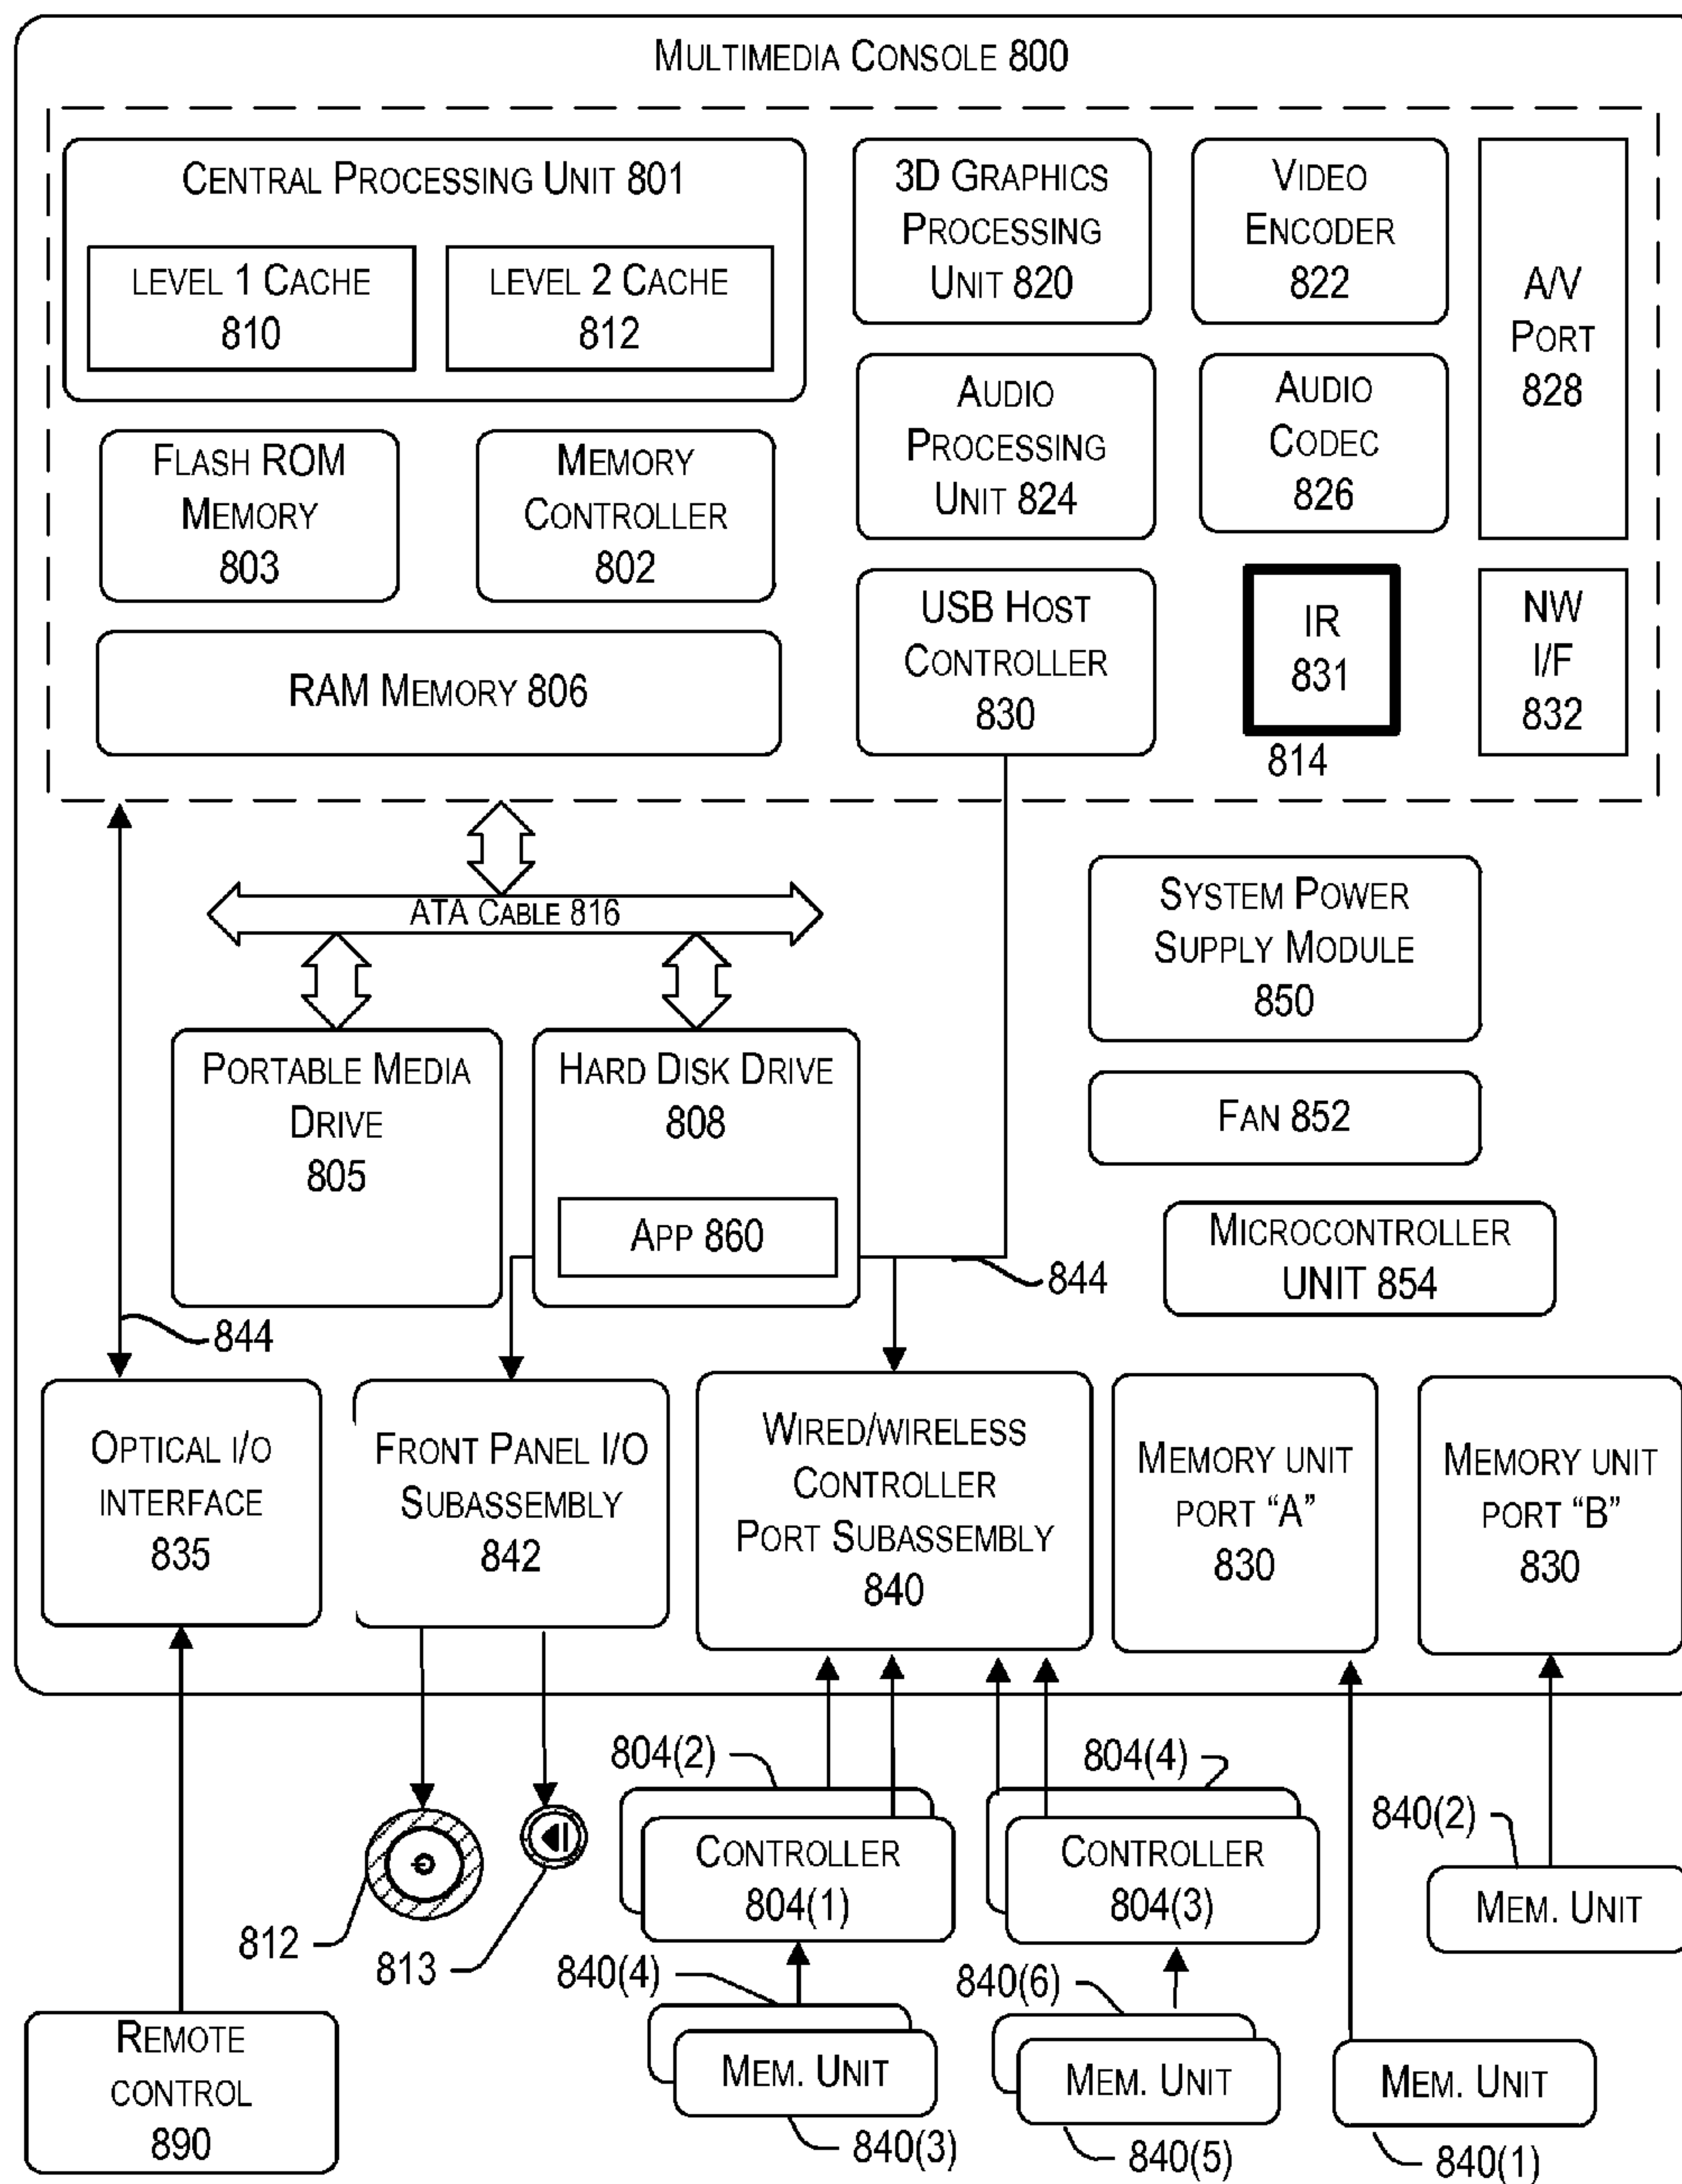 MULTIMEDIA CONSOLE 800
CENTRAL PROCESSING UNIT 801
LEVEL 1 CACHE
810
LEVEL 2 CACHE
812
3D GRAPHICS
PROCESSING
UNIT 820
VIDEO
ENCODER
822
A/V
PORT
828
FLASH ROM
MEMORY
803
MEMORY
CONTROLLER
802
AUDIO
PROCESSING
UNIT 824
AUDIO
CODEC
826
RAM MEMORY 806
USB HOST
CONTROLLER
830
IR
831
814
NW
I/F
832
ATA CABLE 816
SYSTEM POWER
SUPPLY MODULE
850
PORTABLE MEDIA
DRIVE
805
HARD DISK DRIVE
808
APP 860
FAN 852
MICROCONTROLLER
UNIT 854
844
844
OPTICAL I/O
INTERFACE
835
FRONT PANEL I/O
SUBASSEMBLY
842
WIRED/WIRELESS
CONTROLLER
PORT SUBASSEMBLY
840
MEMORY UNIT
PORT “A”
830
MEMORY UNIT
PORT “B”
830
804(2)
804(4)
CONTROLLER
804(1)
CONTROLLER
804(3)
840(2)
MEM. UNIT
812
813
840(4)
840(6)
REMOTE
CONTROL
890
MEM. UNIT
840(3)
MEM. UNIT
840(5)
MEM. UNIT
840(1)